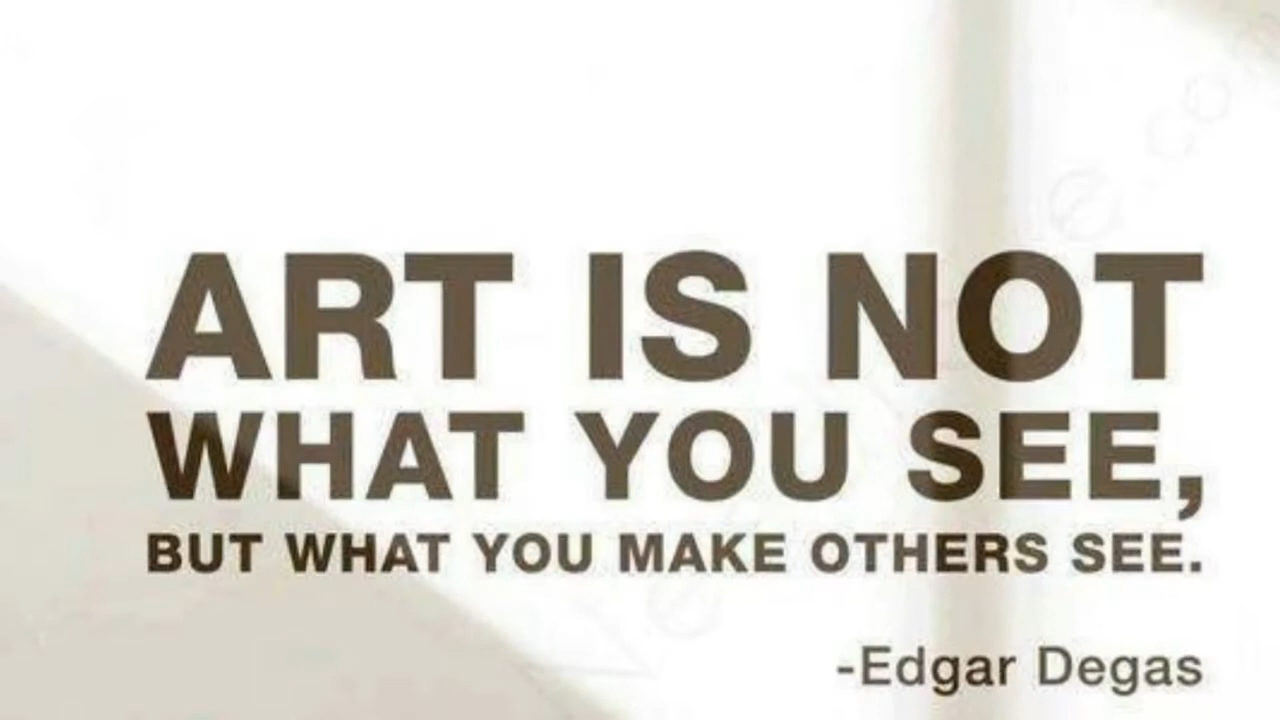 ART IS NOT
WHAT YOU SEE,
BUT WHAT YOU MAKE OTHERS SEE.
-Edgar Degas